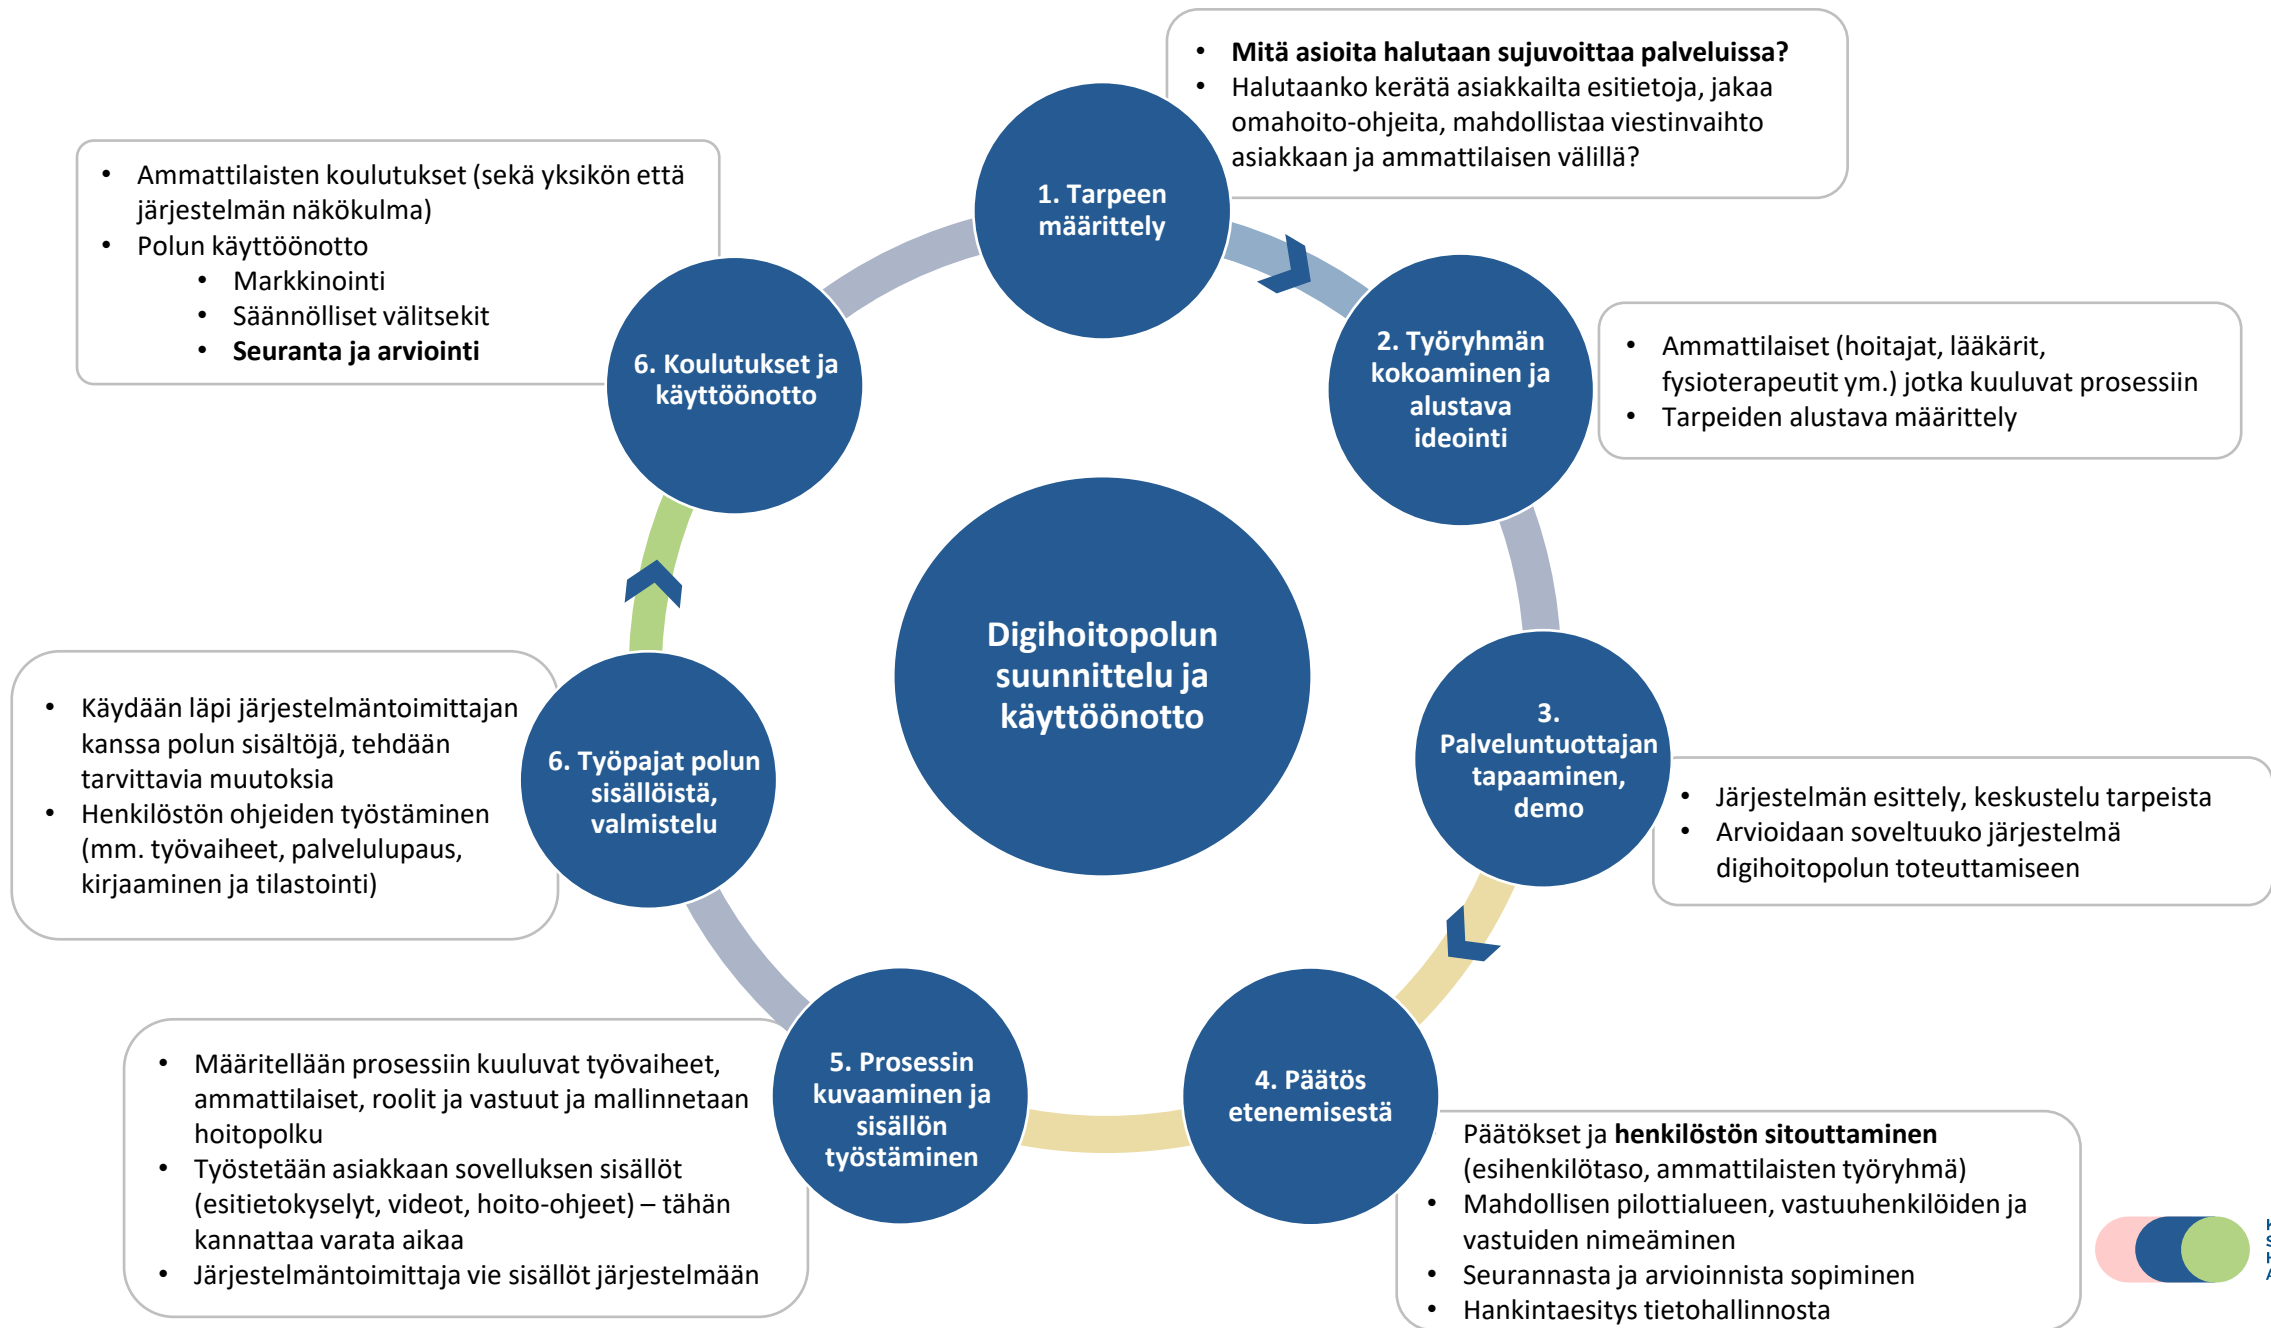 • Mitä asioita halutaan sujuvoittaa palveluissa?
• Halutaanko kerätä asiakkailta esitietoja, jakaa
omahoito-ohjeita, mahdollistaa viestinvaihto
asiakkaan ja ammattilaisen välillä?
1. Tarpeen
määrittely
• Ammattilaisten koulutukset (sekä yksikön että
järjestelmän näkökulma)
• Polun käyttöönotto
• Markkinointi
• Säännölliset välitsekit
• Seuranta ja arviointi
6. Koulutukset ja
käyttöönotto
2. Työryhmän
kokoaminen ja
alustava
ideointi
• Ammattilaiset (hoitajat, lääkärit,
fysioterapeutit ym.) jotka kuuluvat prosessiin
• Tarpeiden alustava määrittely
Digihoitopolun
suunnittelu ja
käyttöönotto
3.
Palveluntuottajan
tapaaminen,
demo
• Järjestelmän esittely, keskustelu tarpeista
• Arvioidaan soveltuuko järjestelmä
digihoitopolun toteuttamiseen
• Käydään läpi järjestelmäntoimittajan
kanssa polun sisältöjä, tehdään
tarvittavia muutoksia
• Henkilöstön ohjeiden työstäminen
(mm. työvaiheet, palvelulupaus,
kirjaaminen ja tilastointi)
6. Työpajat polun
sisällöistä,
valmistelu
• Määritellään prosessiin kuuluvat työvaiheet,
ammattilaiset, roolit ja vastuut ja mallinnetaan
hoitopolku
• Työstetään asiakkaan sovelluksen sisällöt
(esitietokyselyt, videot, hoito-ohjeet) – tähän
kannattaa varata aikaa
• Järjestelmäntoimittaja vie sisällöt järjestelmään
5. Prosessin
kuvaaminen ja
sisällön
työstäminen
4. Päätös
etenemisestä
Päätökset ja henkilöstön sitouttaminen
(esihenkilötaso, ammattilaisten työryhmä)
• Mahdollisen pilottialueen, vastuuhenkilöiden ja
vastuiden nimeäminen
• Seurannasta ja arvioinnista sopiminen
• Hankintaesitys tietohallinnosta